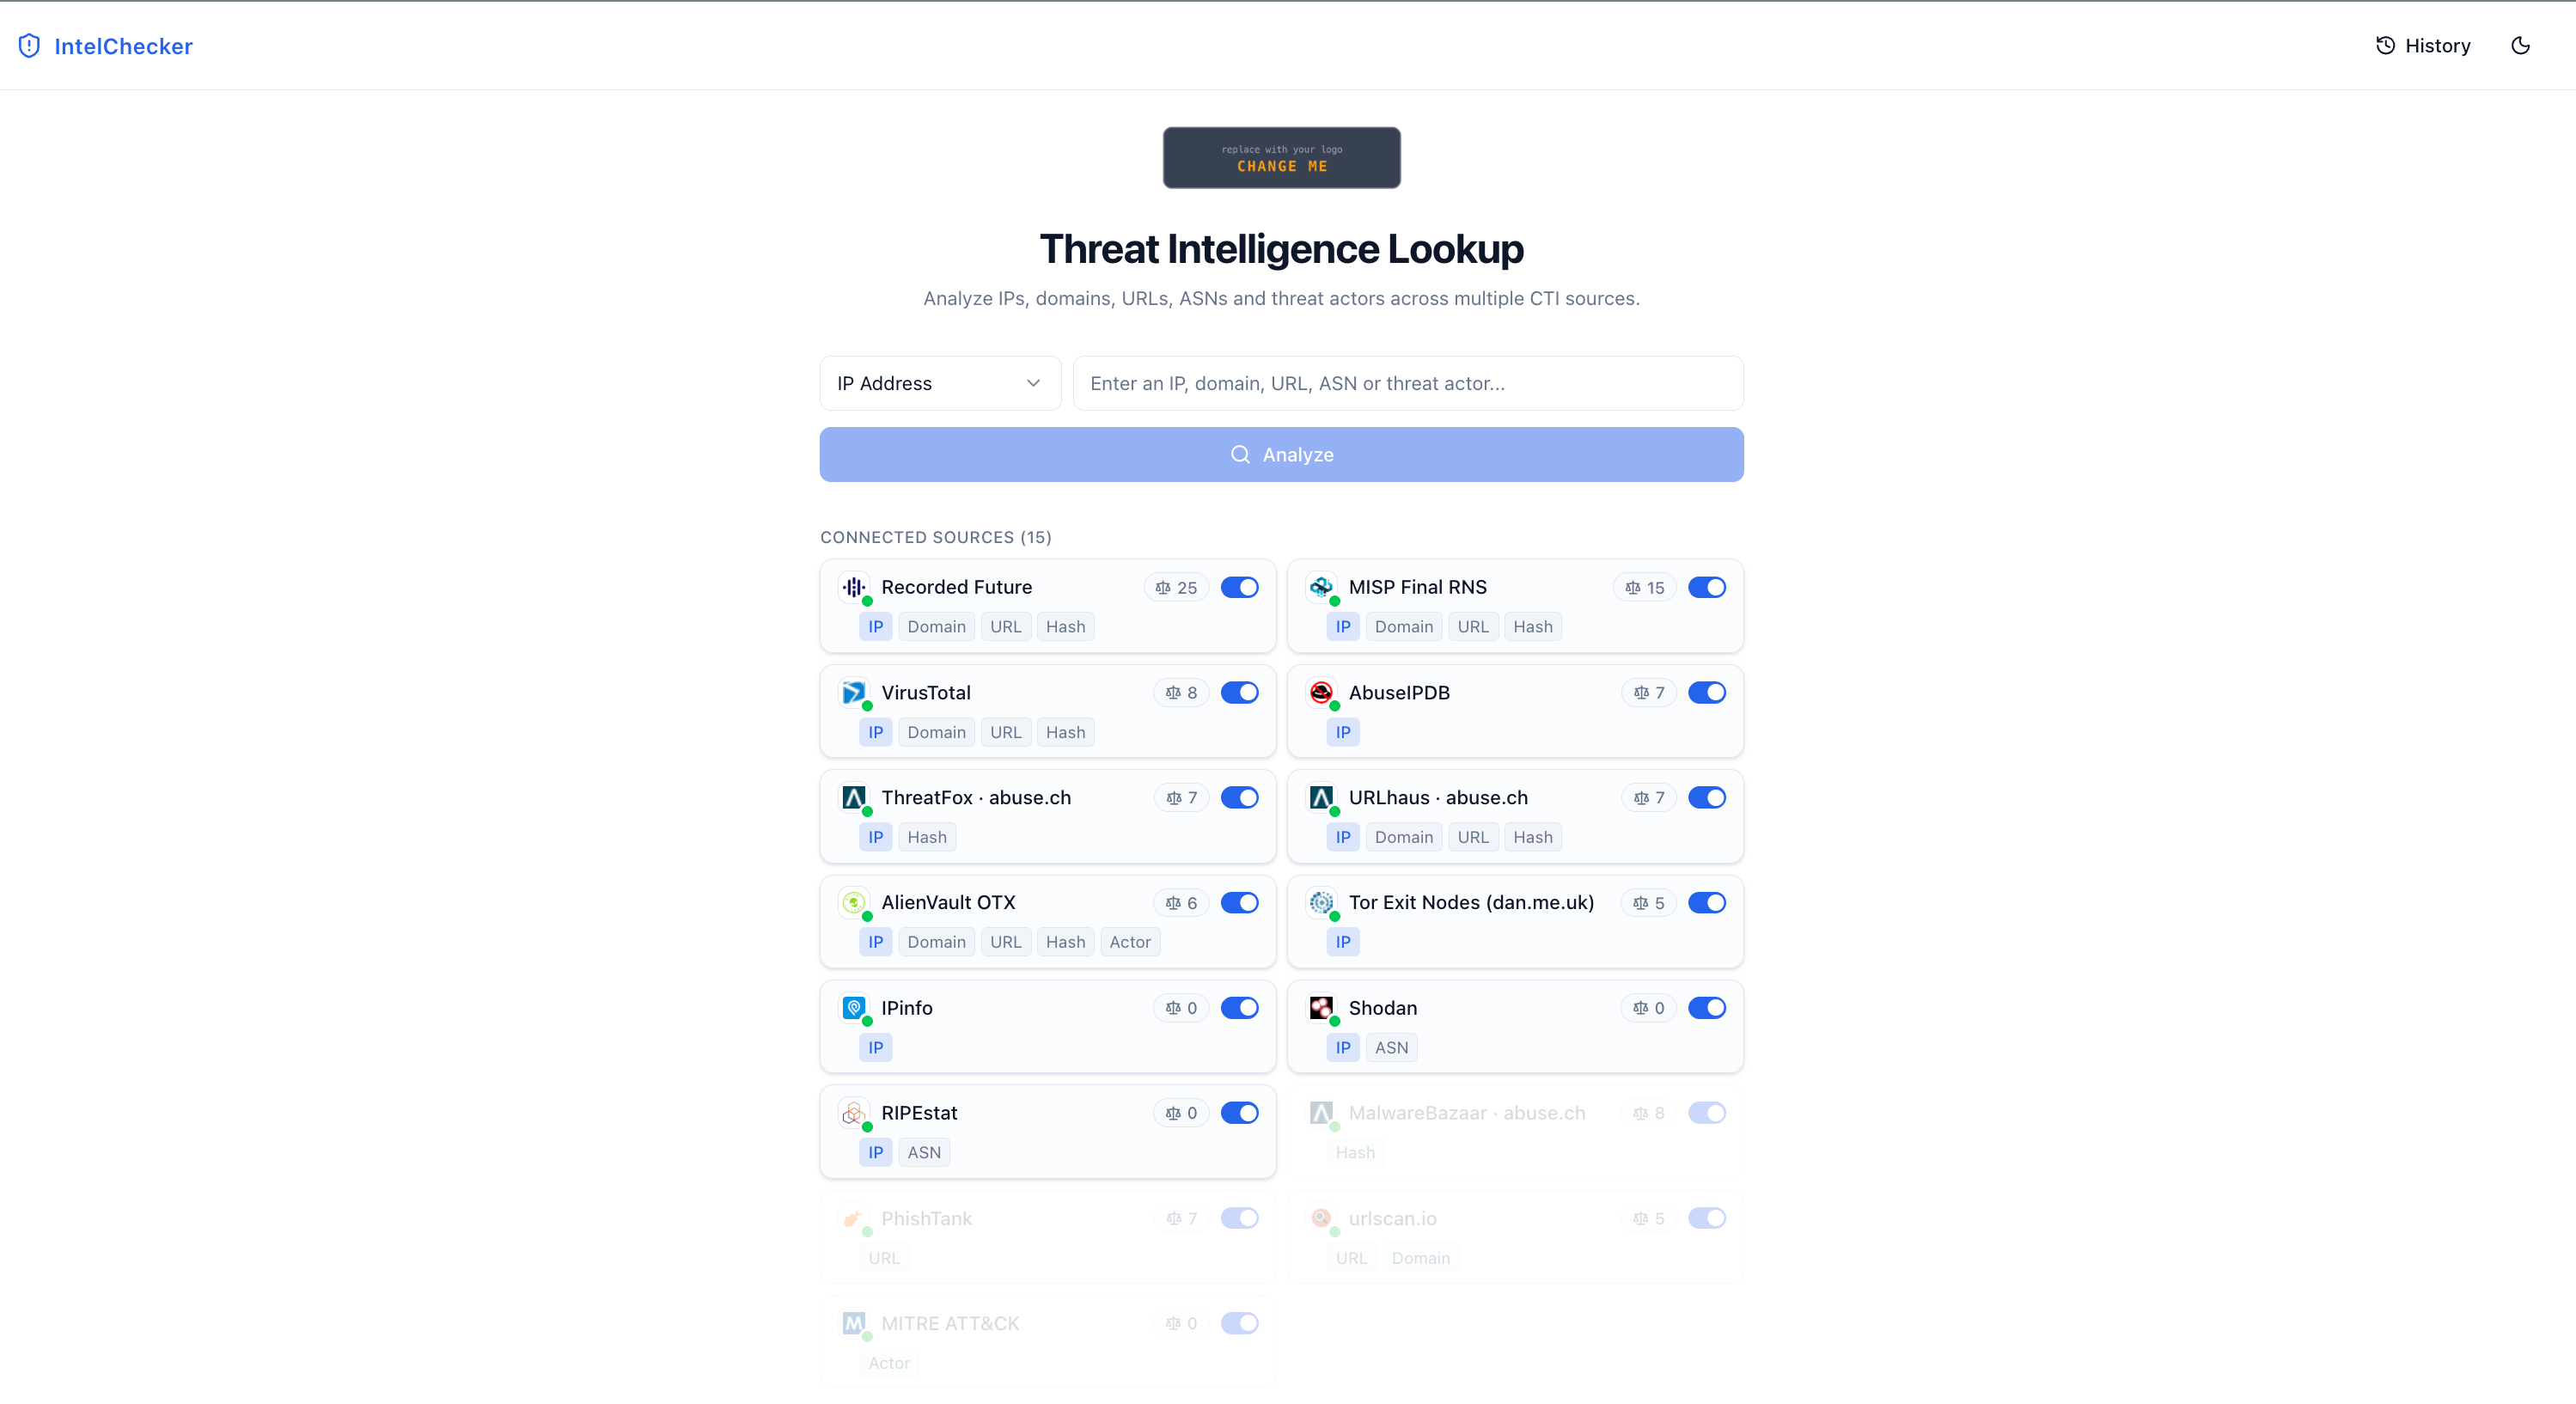 IntelChecker
History
replace with your logo
CHANGE ME
Threat Intelligence Lookup
Analyze IPs, domains, URLs, ASNs and threat actors across multiple CTI sources.
IP Address
Enter an IP, domain, URL, ASN or threat actor...
Analyze
CONNECTED SOURCES (15)
Recorded Future 25
IP Domain URL Hash
MISP Final RNS 15
IP Domain URL Hash
VirusTotal 8
IP Domain URL Hash
AbuseIPDB 7
IP
ThreatFox · abuse.ch 7
IP Hash
URLhaus · abuse.ch 7
IP Domain URL Hash
AlienVault OTX 6
IP Domain URL Hash Actor
Tor Exit Nodes (dan.me.uk) 5
IP
IPinfo 0
IP
Shodan 0
IP ASN
RIPEstat 0
IP ASN
MalwareBazaar · abuse.ch 8
Hash
PhishTank 7
URL
urlscan.io 5
URL Domain
MITRE ATT&CK 0
Actor